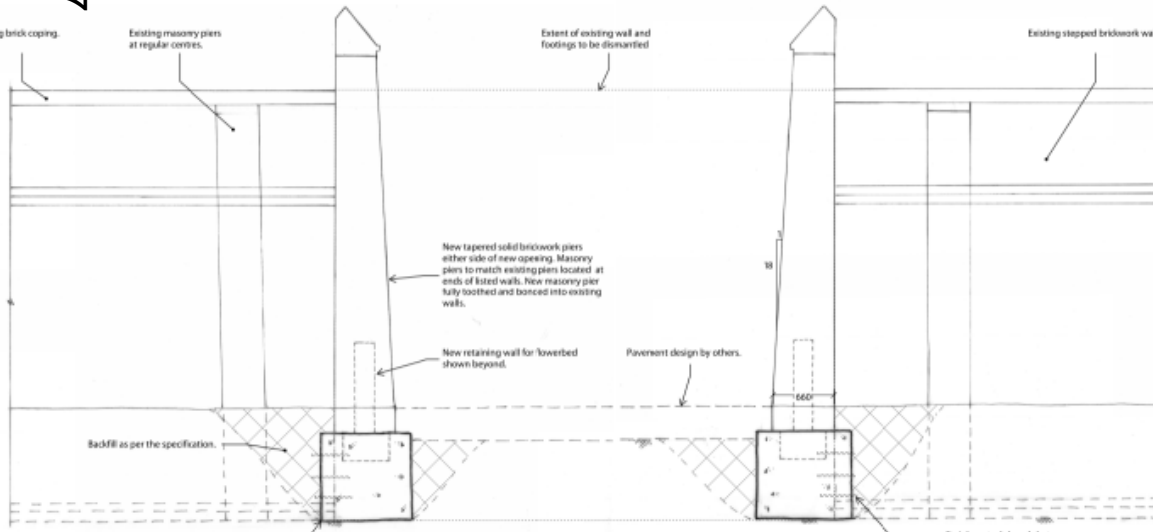 g brick coping.
Existing masonry piers
at regular centres.
Extent of existing wall and
footings to be dismantled
Existing stepped brickwork wa
New tapered solid brickwork piers
either side of new opening. Masonry
piers to match existing piers located at
ends of listed walls. New masonry pier
fully toothed and bonced into existing
walls.
1
18
New retaining wall for flowerbed
shown beyond.
Pavement design by others.
660
Backfill as per the specification.